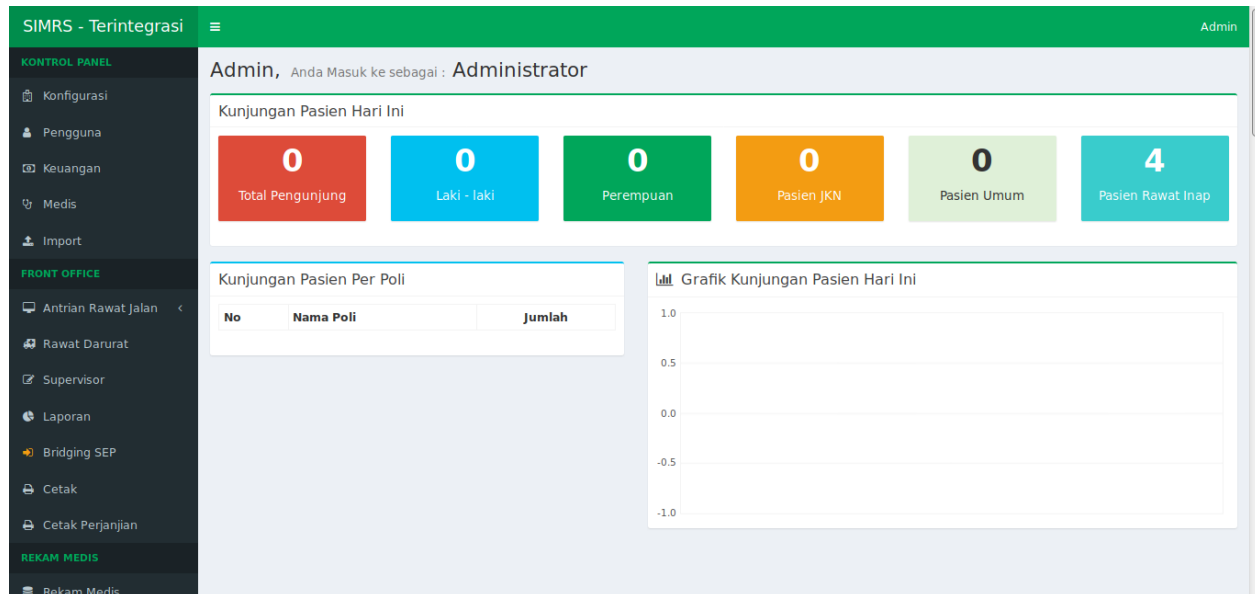 SIMRS - Terintegrasi
Admin
KONTROL PANEL
Konfigurasi
Pengguna
Keuangan
Medis
Import
FRONT OFFICE
Antrian Rawat Jalan
Rawat Darurat
Supervisor
Laporan
Bridging SEP
Cetak
Cetak Perjanjian
REKAM MEDIS
Rekam Medis
Admin, Anda Masuk ke sebagai : Administrator
Kunjungan Pasien Hari Ini
0
Total Pengunjung
0
Laki - laki
0
Perempuan
0
Pasien JKN
0
Pasien Umum
4
Pasien Rawat Inap
Kunjungan Pasien Per Poli
No Nama Poli Jumlah
Grafik Kunjungan Pasien Hari Ini
1.0
0.5
0.0
-0.5
-1.0